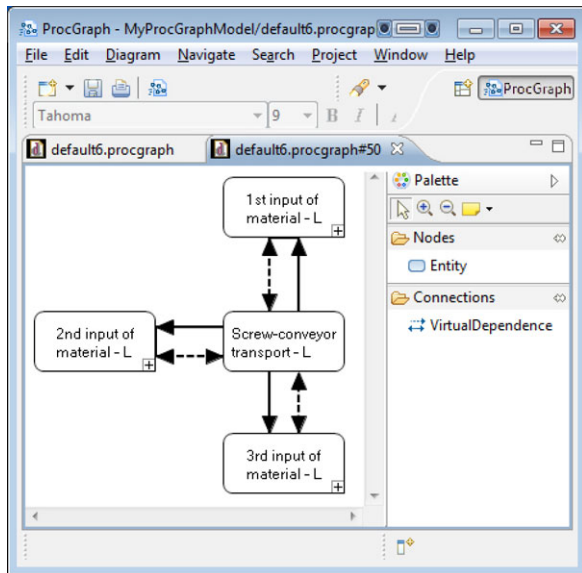 ProcGraph - MyProcGraphModel/default6.procgrap
File Edit Diagram Navigate Search Project Window Help
ProcGraph
Tahoma 9 B I
default6.procgraph default6.procgraph#50
Palette
1st input of
material - L
Nodes
Entity
Connections
VirtualDependence
2nd input of
material - L
Screw-conveyor
transport - L
3rd input of
material - L